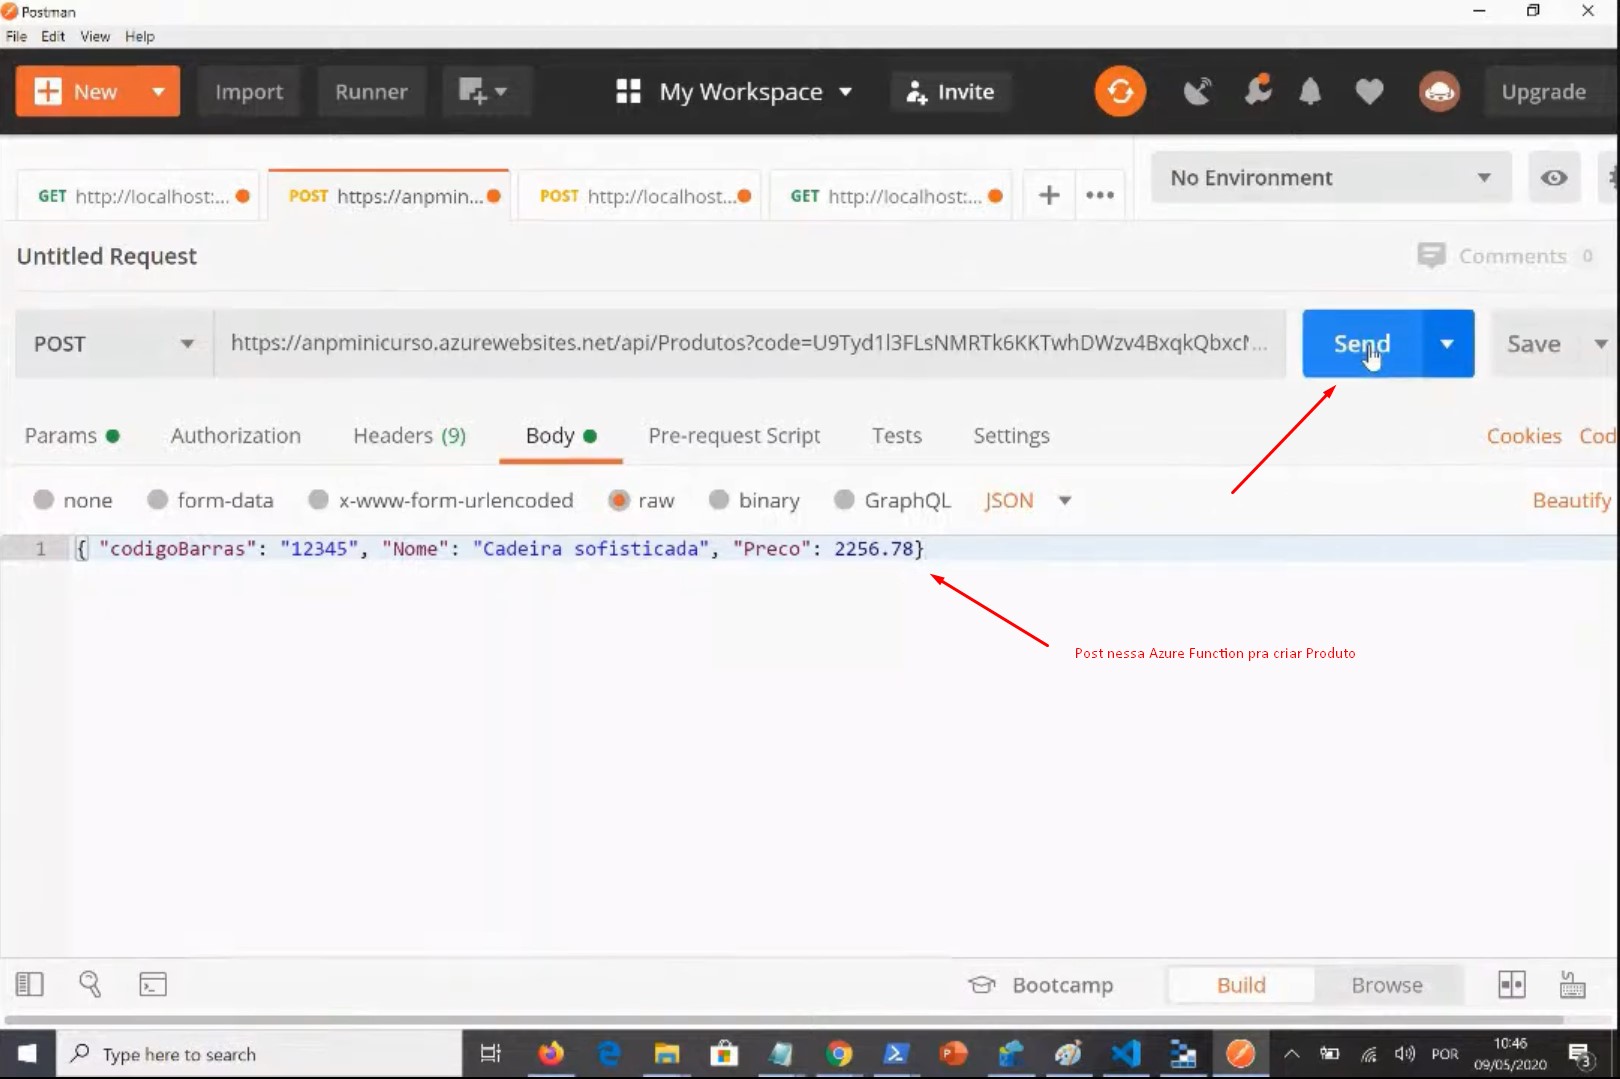 Postman
File Edit View Help
New Import Runner My Workspace Invite Upgrade
GET http://localhost:... POST https://anpmin... POST http://localhost... GET http://localhost:... No Environment
Untitled Request Comments 0
POST https://anpminicurso.azurewebsites.net/api/Produtos?code=U9Tyd1l3FLsNMRTk6KKTwhDWzv4BxqkQbxcN... Send Save
Params Authorization Headers (9) Body Pre-request Script Tests Settings Cookies Cod
none form-data x-www-form-urlencoded raw binary GraphQL JSON Beautify
1 { "codigoBarras": "12345", "Nome": "Cadeira sofisticada", "Preco": 2256.78}
Post nessa Azure Function pra criar Produto
Bootcamp Build Browse
Type here to search POR 10:46
09/05/2020 3